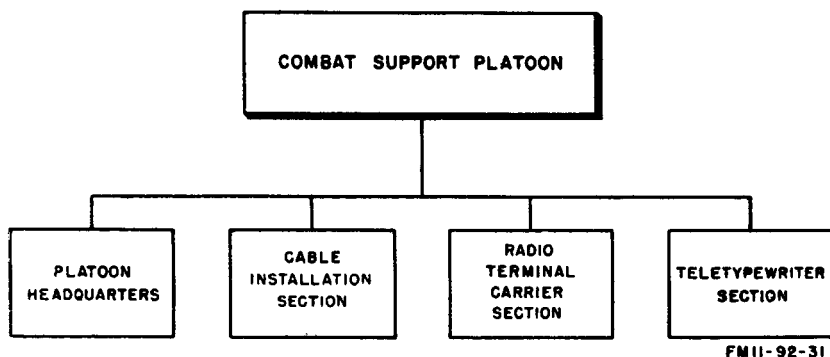 COMBAT SUPPORT PLATOON
PLATOON
HEADQUARTERS
CABLE
INSTALLATION
SECTION
RADIO
TERMINAL
CARRIER
SECTION
TELETYPEWRITER
SECTION
FM11-92-31